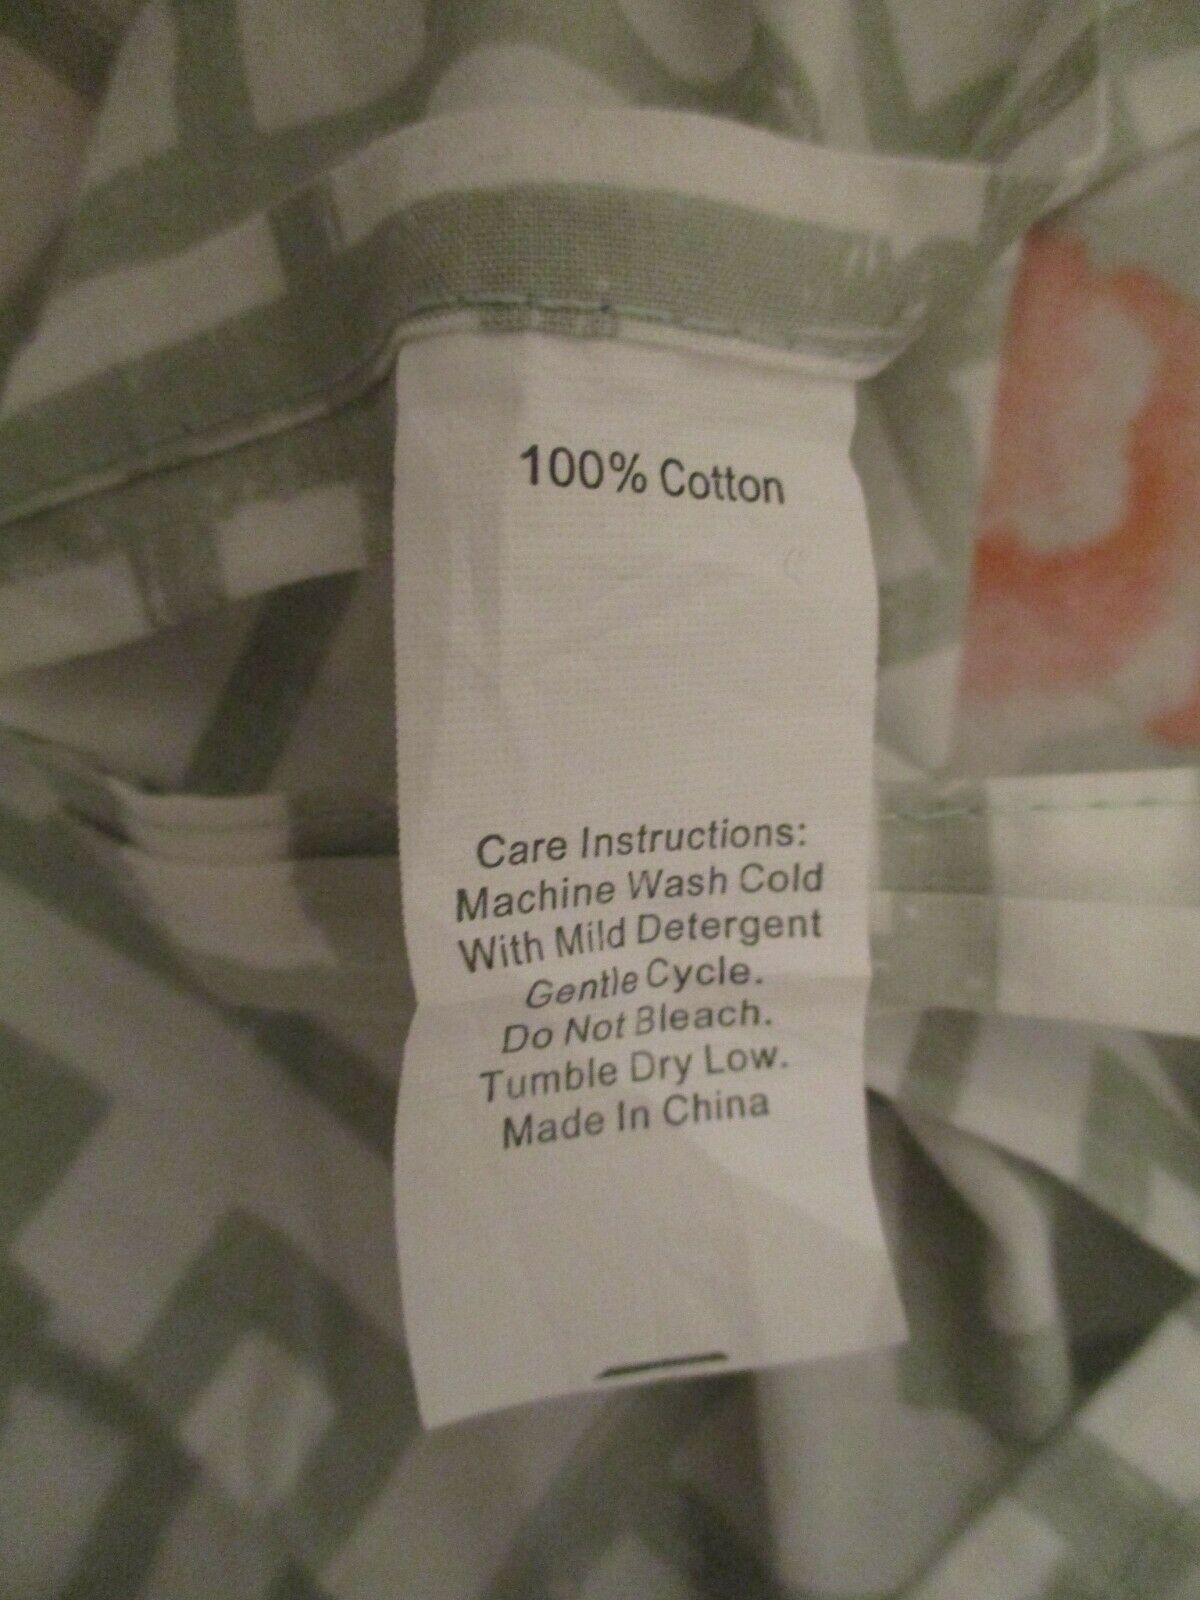 100% Cotton
Care Instructions:
Machine Wash Cold
With Mild Detergent
Gentle Cycle.
Do Not Bleach.
Tumble Dry Low.
Made In China